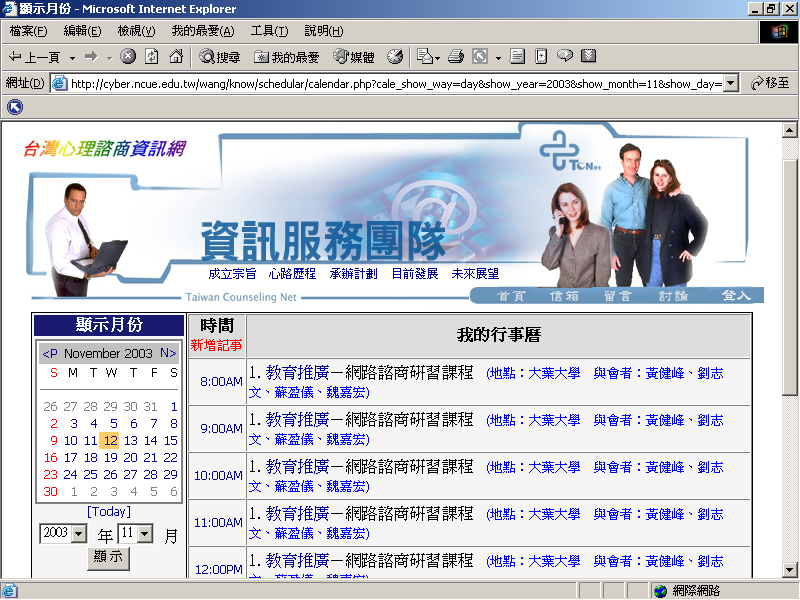 顯示月份 - Microsoft Internet Explorer
檔案(F) 編輯(E) 檢視(V) 我的最愛(A) 工具(T) 說明(H)
上一頁 搜尋 我的最愛 媒體
網址(D) http://cyber.ncue.edu.tw/wang/know/schedular/calendar.php?cale_show_way=day&show_year=2003&show_month=11&show_day= 移至
台灣心理諮商資訊網
TCNet
資訊服務團隊
成立宗旨 心路歷程 承辦計劃 目前發展 未來展望
Taiwan Counseling Net
首頁 信箱 留言 討論 登入
顯示月份
<P November 2003 N>
S M T W T F S
26 27 28 29 30 31 1
2 3 4 5 6 7 8
9 10 11 12 13 14 15
16 17 18 19 20 21 22
23 24 25 26 27 28 29
30 1 2 3 4 5 6
[Today]
2003 年 11 月
顯示
時間
新增記事
我的行事曆
8:00AM 1. 教育推廣－網路諮商研習課程 (地點：大葉大學 與會者：黃健峰、劉志
文、蘇盈儀、魏嘉宏)
9:00AM 1. 教育推廣－網路諮商研習課程 (地點：大葉大學 與會者：黃健峰、劉志
文、蘇盈儀、魏嘉宏)
10:00AM 1. 教育推廣－網路諮商研習課程 (地點：大葉大學 與會者：黃健峰、劉志
文、蘇盈儀、魏嘉宏)
11:00AM 1. 教育推廣－網路諮商研習課程 (地點：大葉大學 與會者：黃健峰、劉志
文、蘇盈儀、魏嘉宏)
12:00PM 1. 教育推廣－網路諮商研習課程 (地點：大葉大學 與會者：黃健峰、劉志
文、蘇盈儀、魏嘉宏)
網際網路